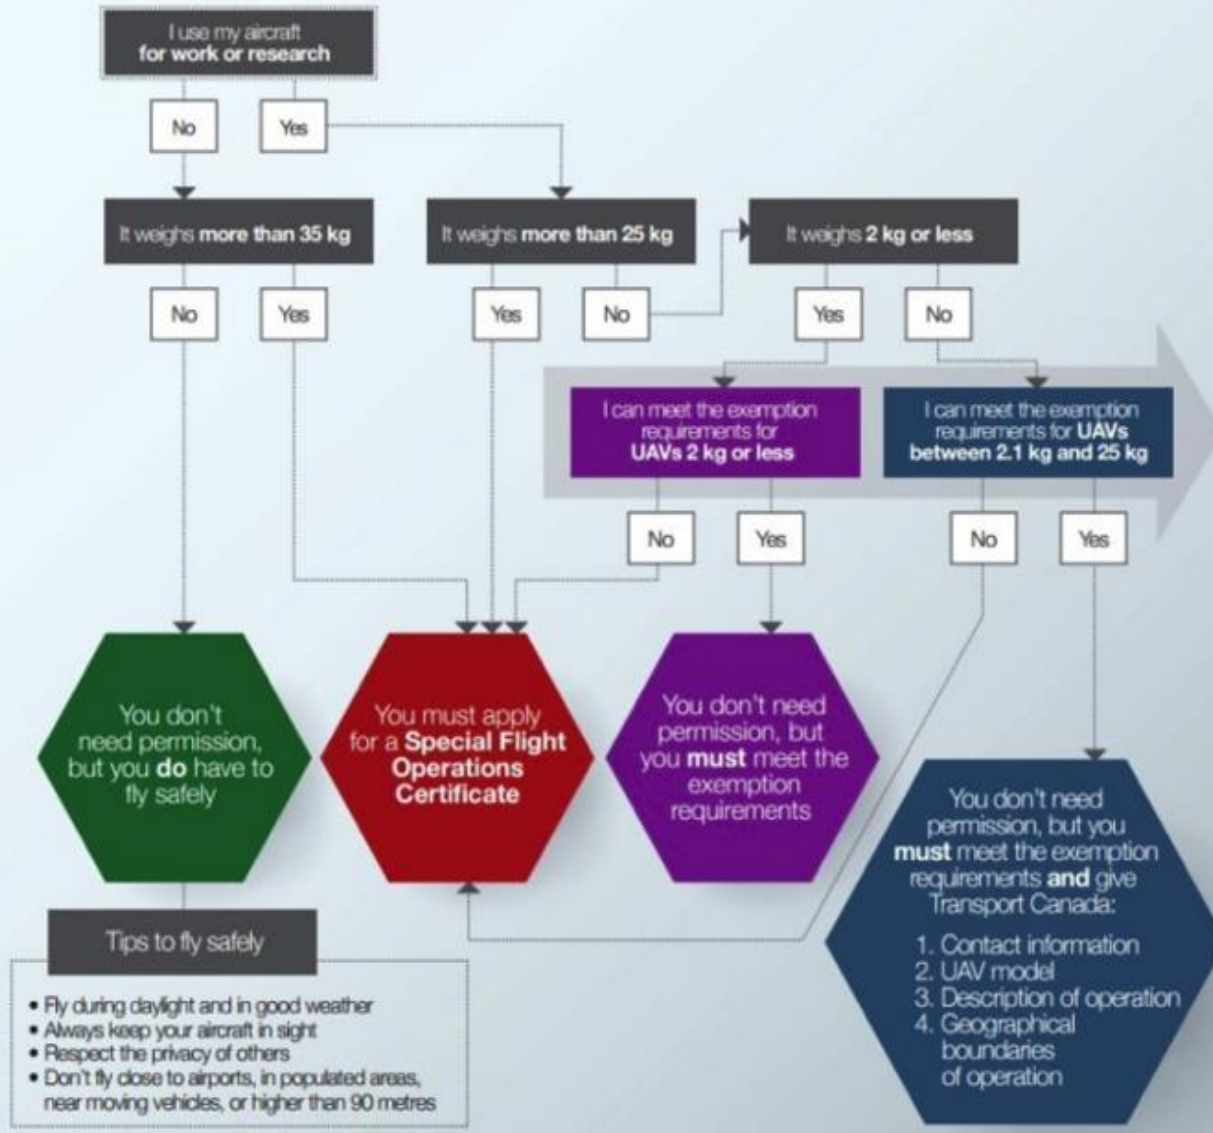 I use my aircraft
for work or research
No
Yes
It weighs more than 35 kg
It weighs more than 25 kg
It weighs 2 kg or less
No
Yes
Yes
No
Yes
No
I can meet the exemption
requirements for
UAVs 2 kg or less
I can meet the exemption
requirements for UAVs
between 2.1 kg and 25 kg
No
Yes
No
Yes
You don't
need permission,
but you do have to
fly safely
You must apply
for a Special Flight
Operations
Certificate
You don't need
permission, but
you must meet the
exemption
requirements
You don't need
permission, but you
must meet the exemption
requirements and give
Transport Canada:
1. Contact information
2. UAV model
3. Description of operation
4. Geographical
boundaries
of operation
Tips to fly safely
• Fly during daylight and in good weather
• Always keep your aircraft in sight
• Respect the privacy of others
• Don't fly close to airports, in populated areas,
near moving vehicles, or higher than 90 metres